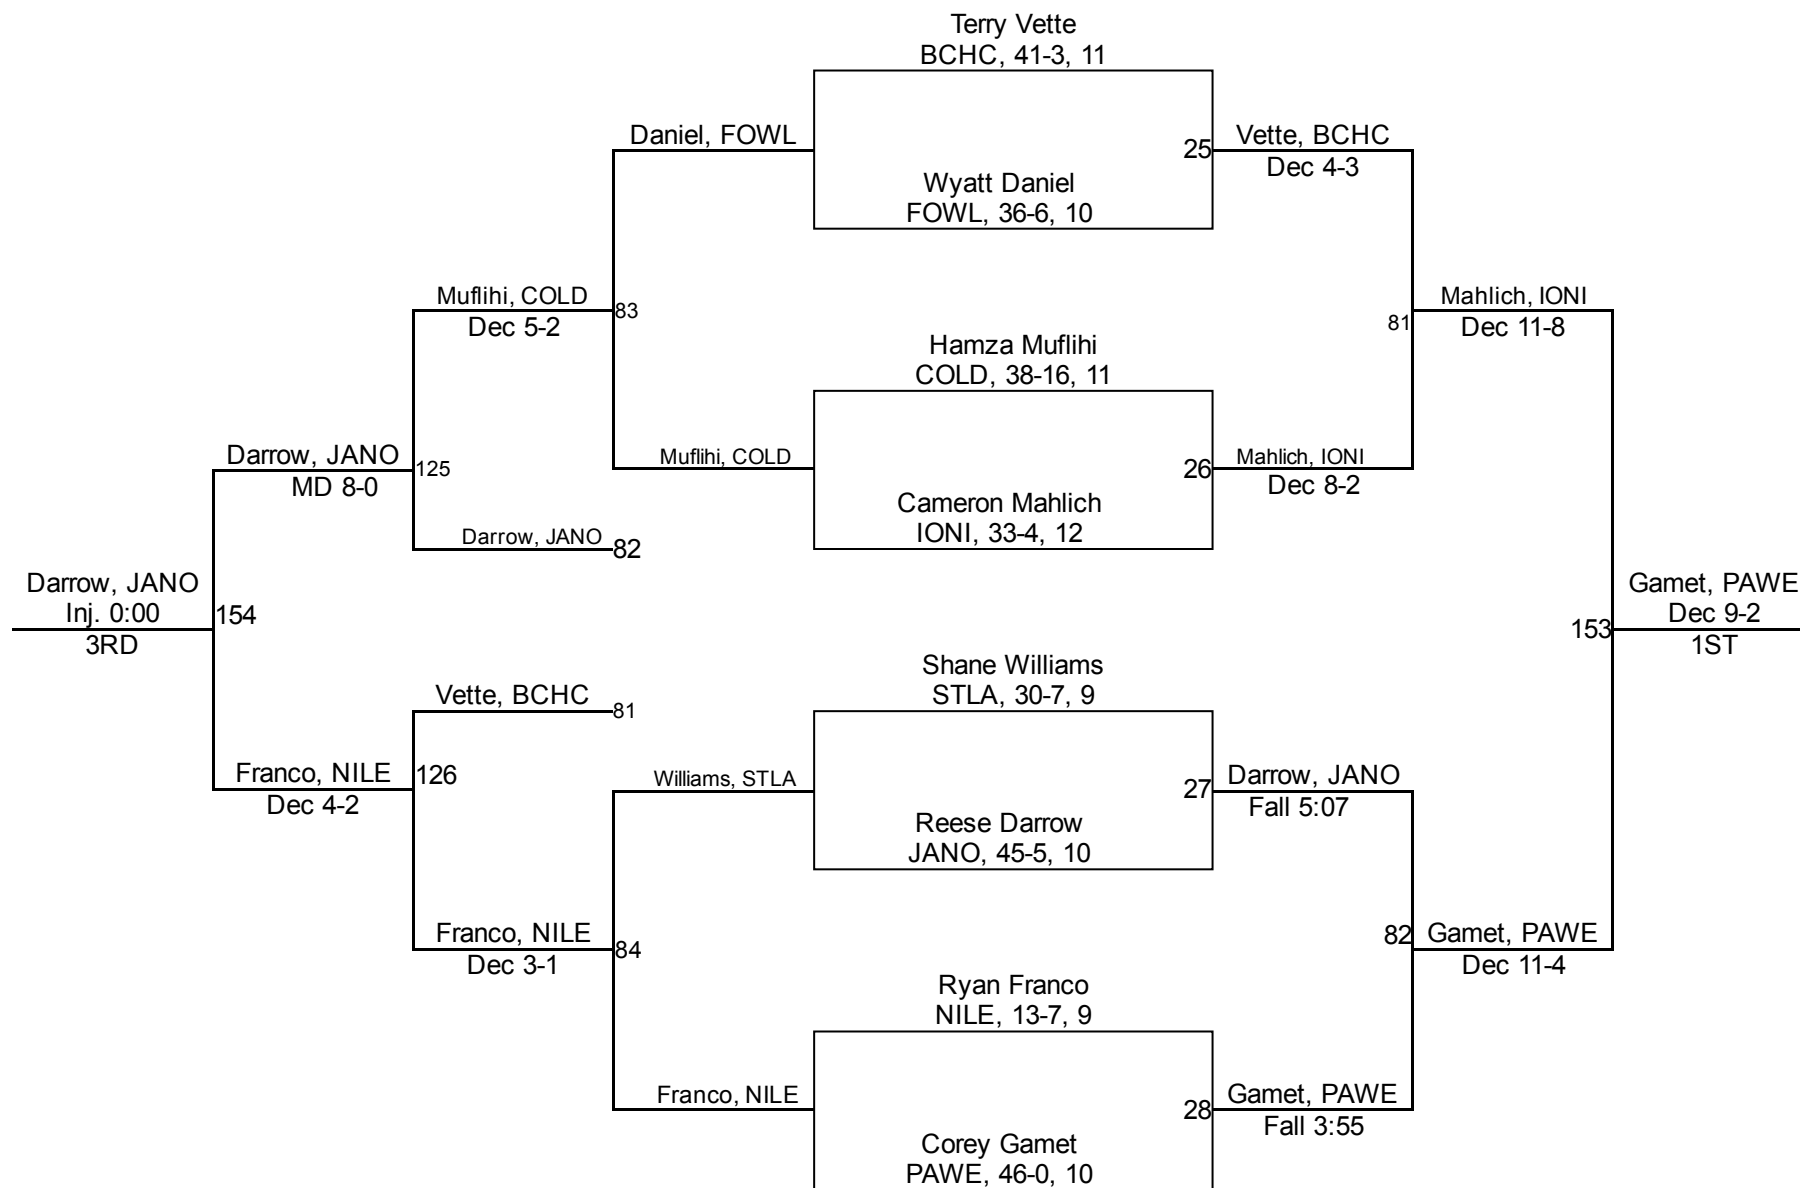 Terry Vette
BCHC, 41-3, 11
Daniel, FOWL
25
Vette, BCHC
Dec 4-3
Wyatt Daniel
FOWL, 36-6, 10
Muflihi, COLD
Dec 5-2
83
Mahlich, IONI
Dec 11-8
81
Hamza Muflihi
COLD, 38-16, 11
Darrow, JANO
MD 8-0
125
Muflihi, COLD
26
Mahlich, IONI
Dec 8-2
Cameron Mahlich
IONI, 33-4, 12
Darrow, JANO
82
Darrow, JANO
Inj. 0:00
3RD
154
Gamet, PAWE
Dec 9-2
1ST
153
Shane Williams
STLA, 30-7, 9
Vette, BCHC
81
Franco, NILE
Dec 4-2
126
Williams, STLA
27
Darrow, JANO
Fall 5:07
Reese Darrow
JANO, 45-5, 10
Franco, NILE
Dec 3-1
84
82
Gamet, PAWE
Dec 11-4
Ryan Franco
NILE, 13-7, 9
Franco, NILE
28
Gamet, PAWE
Fall 3:55
Corey Gamet
PAWE, 46-0, 10